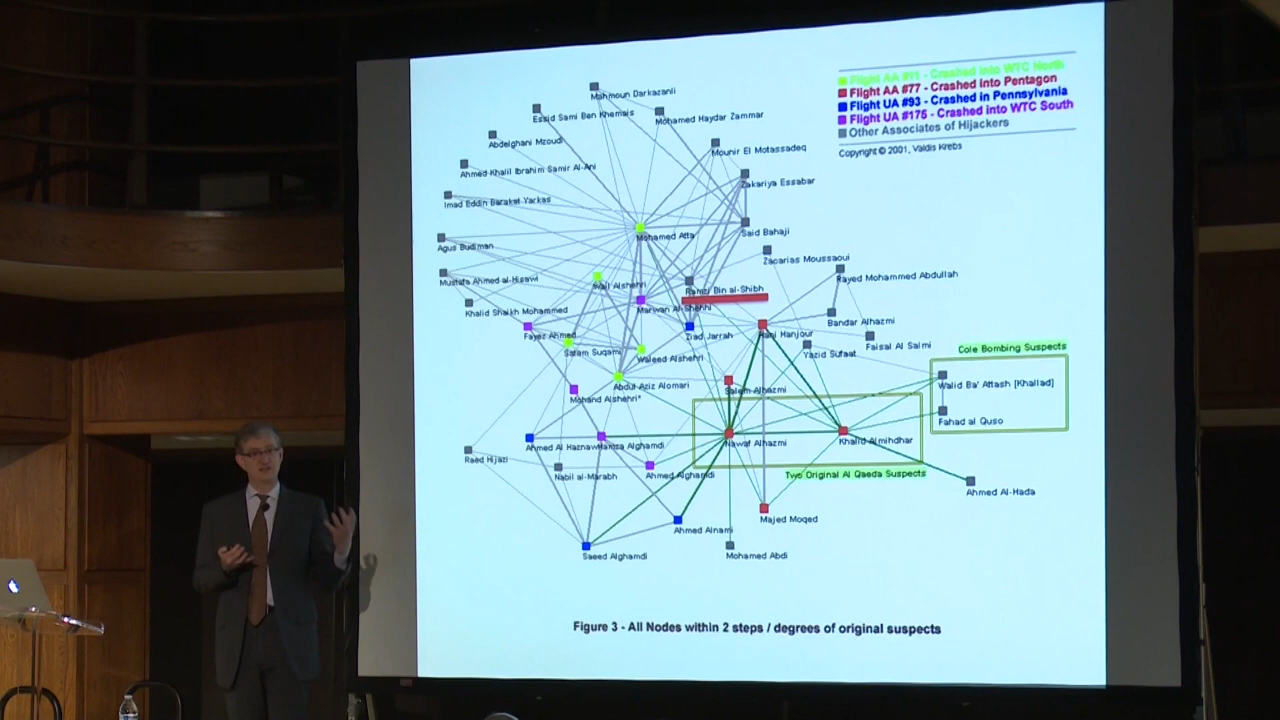 Flight AA #11 - Crashed into WTC North
Flight AA #77 - Crashed into Pentagon
Flight UA #93 - Crashed in Pennsylvania
Flight UA #175 - Crashed into WTC South
Other Associates of Hijackers
Copyright © 2001, Valdis Krebs
Mahmoun Darkazanli
Essid Sami Ben Khemais
Mohamed Haydar Zammar
Abdelghani Mzoudi
Mounir El Motassadeq
Ahmed Khalil Ibrahim Samir Al-Ani
Zakariya Essabar
Imad Eddin Barakat Yarkas
Mohamed Atta
Said Bahaji
Agus Budiman
Zacarias Moussaoui
Mustafa Ahmed al-Hisawi
Wail Alshehri
Ramzi Bin al-Shibh
Rayed Mohammed Abdullah
Khalid Shaikh Mohammed
Marwan Al-Shehhi
Bandar Alhazmi
Fayez Ahmed
Ziad Jarrah
Hani Hanjour
Faisal Al Salmi
Satam Suqami
Waleed Alshehri
Yazid Sufaat
Cole Bombing Suspects
Abdul Aziz Alomari
Salem Alhazmi
Walid Ba' Attash [Khallad]
Mohand Alshehri*
Fahad al Quso
Ahmed Al Haznawi
Hamza Alghamdi
Nawaf Alhazmi
Khalid Almihdhar
Raed Hijazi
Nabil al-Marabh
Ahmed Alghamdi
Two Original Al Qaeda Suspects
Ahmed Al-Hada
Ahmed Alnami
Majed Moqed
Saeed Alghamdi
Mohamed Abdi
Figure 3 - All Nodes within 2 steps / degrees of original suspects